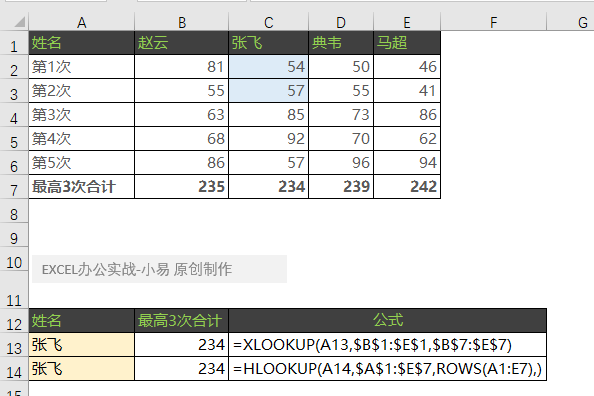 A B C D E F G
1 姓名 赵云 张飞 典韦 马超
2 第1次 81 54 50 46
3 第2次 55 57 55 41
4 第3次 63 85 73 86
5 第4次 68 92 70 62
6 第5次 86 57 96 94
7 最高3次合计 235 234 239 242
8
9
10 EXCEL办公实战-小易 原创制作
11
12 姓名 最高3次合计 公式
13 张飞 234 =XLOOKUP(A13,$B$1:$E$1,$B$7:$E$7)
14 张飞 234 =HLOOKUP(A14,$A$1:$E$7,ROWS(A1:E7),)
15